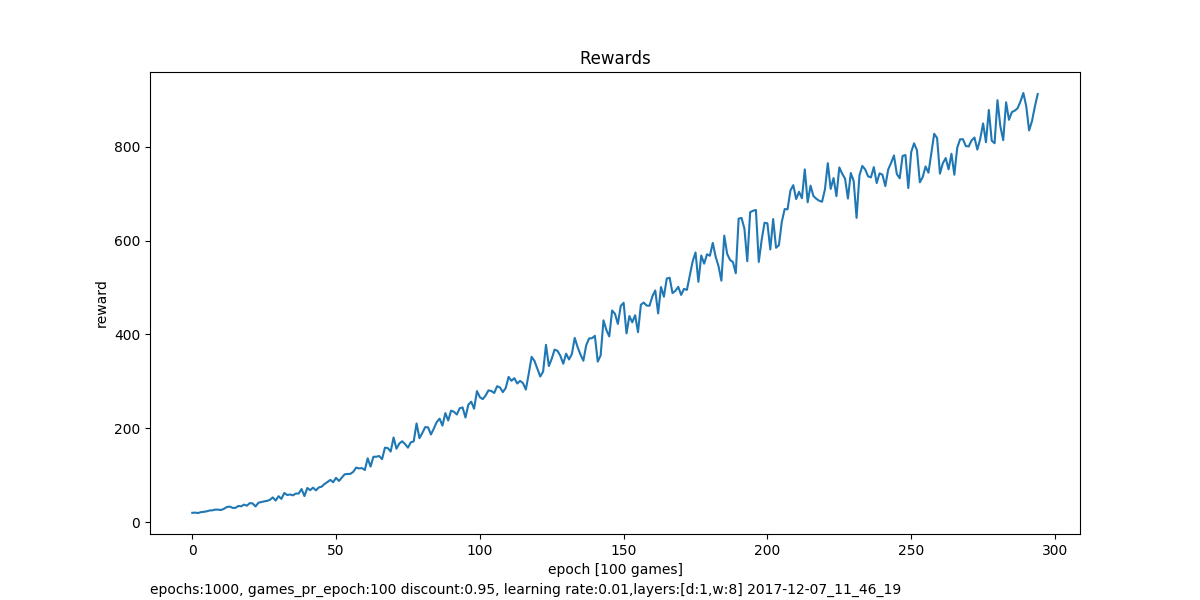 Rewards
800
600
400
200
0
reward
0 50 100 150 200 250 300
epoch [100 games]
epochs:1000, games_pr_epoch:100 discount:0.95, learning rate:0.01,layers:[d:1,w:8] 2017-12-07_11_46_19